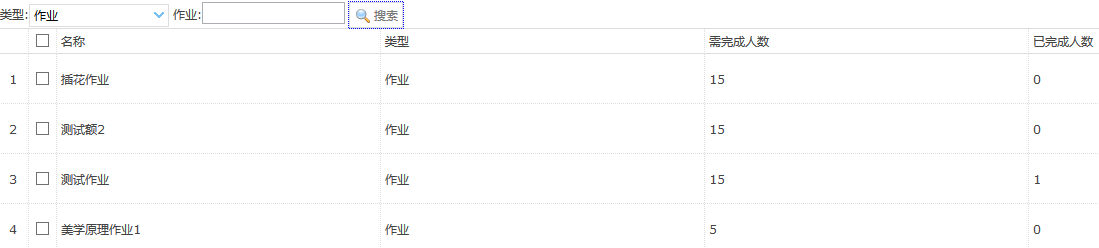 类型: 作业 作业: 搜索
名称 类型 需完成人数 已完成人数
1 插花作业 作业 15 0
2 测试额2 作业 15 0
3 测试作业 作业 15 1
4 美学原理作业1 作业 5 0